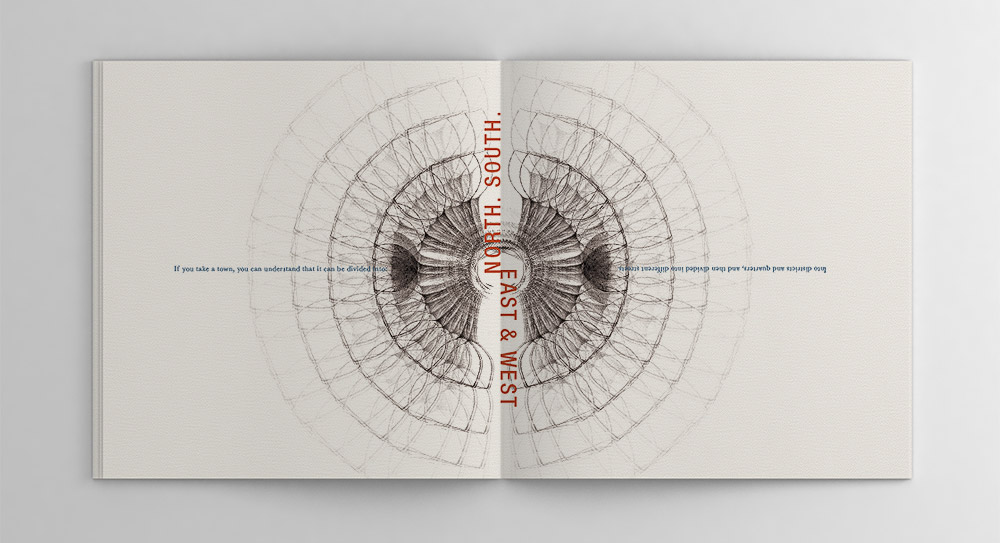 If you take a town, you can understand that it can be divided into:
NORTH. SOUTH.
EAST & WEST
Into districts and quarters, and then divided into different streets.